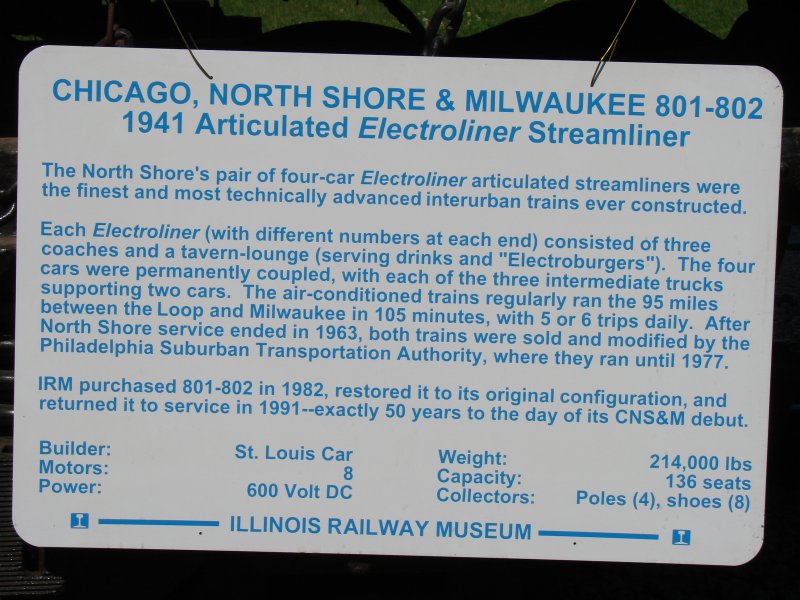 CHICAGO, NORTH SHORE & MILWAUKEE 801-802
1941 Articulated Electroliner Streamliner
The North Shore's pair of four-car Electroliner articulated streamliners were
the finest and most technically advanced interurban trains ever constructed.
Each Electroliner (with different numbers at each end) consisted of three
coaches and a tavern-lounge (serving drinks and "Electroburgers"). The four
cars were permanently coupled, with each of the three intermediate trucks
supporting two cars. The air-conditioned trains regularly ran the 95 miles
between the Loop and Milwaukee in 105 minutes, with 5 or 6 trips daily. After
North Shore service ended in 1963, both trains were sold and modified by the
Philadelphia Suburban Transportation Authority, where they ran until 1977.
IRM purchased 801-802 in 1982, restored it to its original configuration, and
returned it to service in 1991--exactly 50 years to the day of its CNS&M debut.
Builder: St. Louis Car
Motors: 8
Power: 600 Volt DC
Weight: 214,000 lbs
Capacity: 136 seats
Collectors: Poles (4), shoes (8)
ILLINOIS RAILWAY MUSEUM